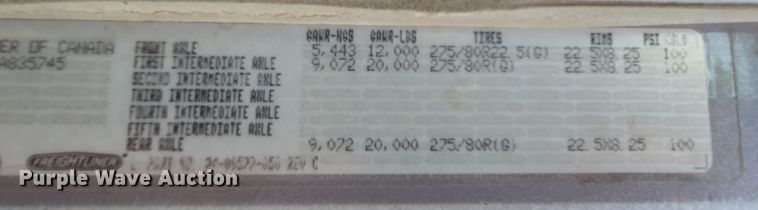 GAWR-KGS GAWR-LBS TIRES RIMS PSI COLD
ER OF CANADA FRONT AXLE 5,443 12,000 275/80R22.5(G) 22.5X8.25 100
A835745 FIRST INTERMEDIATE AXLE 9,072 20,000 275/80R(G) 22.5X8.25 100
SECOND INTERMEDIATE AXLE
THIRD INTERMEDIATE AXLE
FOURTH INTERMEDIATE AXLE
FIFTH INTERMEDIATE AXLE
REAR AXLE 9,072 20,000 275/80R(G) 22.5X8.25 100
FREIGHTLINER PART REV C
Purple Wave Auction